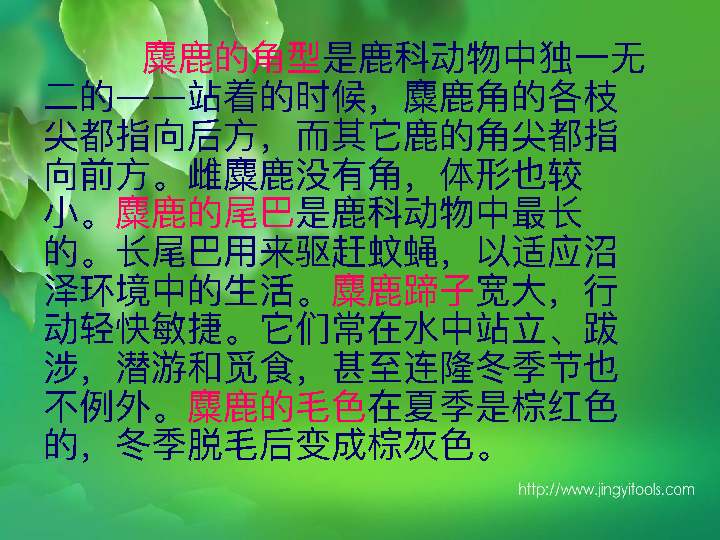 麋鹿的角型是鹿科动物中独一无
二的——站着的时候，麋鹿角的各枝
尖都指向后方，而其它鹿的角尖都指
向前方。雌麋鹿没有角，体形也较
小。麋鹿的尾巴是鹿科动物中最长
的。长尾巴用来驱赶蚊蝇，以适应沼
泽环境中的生活。麋鹿蹄子宽大，行
动轻快敏捷。它们常在水中站立、跋
涉，潜游和觅食，甚至连隆冬季节也
不例外。麋鹿的毛色在夏季是棕红色
的，冬季脱毛后变成棕灰色。
http://www.jingyitools.com